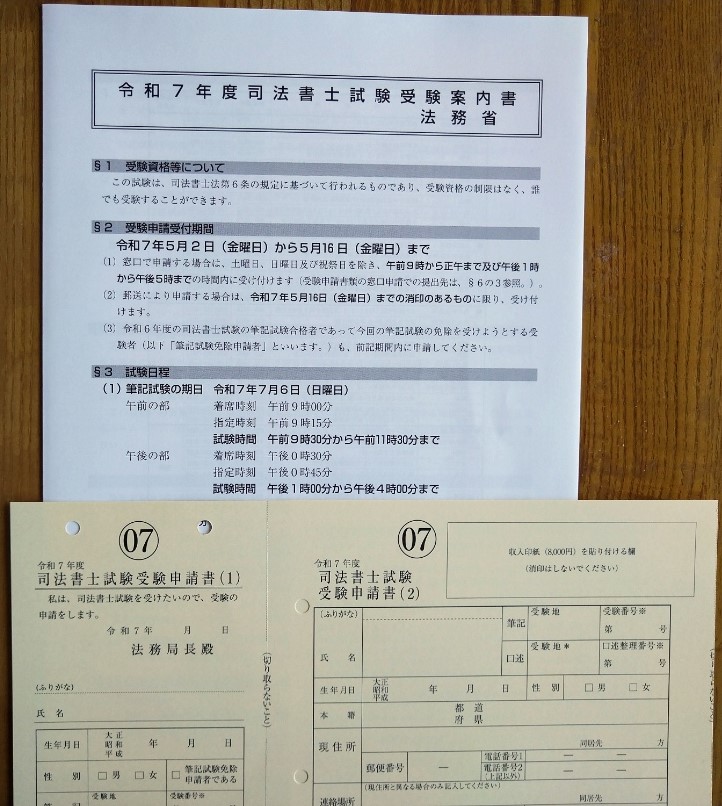 令和7年度司法書士試験受験案内書
法務省
§1 受験資格等について
この試験は、司法書士法第6条の規定に基づいて行われるものであり、受験資格の制限はなく、誰
でも受験することができます。
§2 受験申請受付期間
令和7年5月2日（金曜日）から5月16日（金曜日）まで
(1) 窓口で申請する場合は、土曜日、日曜日及び祝祭日を除き、午前9時から正午まで及び午後1時
から午後5時までの時間内に受け付けます（受験申請書類の窓口申請での提出先は、§6の3参照。）。
(2) 郵送により申請する場合は、令和7年5月16日（金曜日）までの消印のあるものに限り、受け付
けます。
(3) 令和6年度の司法書士試験の筆記試験合格者であって今回の筆記試験の免除を受けようとする受
験者（以下「筆記試験免除申請者」といいます。）も、前記期間内に申請してください。
§3 試験日程
(1) 筆記試験の期日 令和7年7月6日（日曜日）
午前の部 着席時刻 午前9時00分
指定時刻 午前9時15分
試験時間 午前9時30分から午前11時30分まで
午後の部 着席時刻 午後0時30分
指定時刻 午後0時45分
試験時間 午後1時00分から午後4時00分まで
07
令和7年度
司法書士試験受験申請書(1)
私は、司法書士試験を受けたいので、受験の
申請をします。
令和7年 月 日
法務局長殿
(ふりがな)
氏名
生年月日 大正 昭和 平成 年 月 日
性別 □男 □女 □筆記試験免除申請者である
受験地 受験番号※
(切り取らないこと)
07
令和7年度
司法書士試験
受験申請書(2)
収入印紙（8,000円）を貼り付ける欄
（消印はしないでください）
(ふりがな)
氏名
筆記 受験地 受験番号※
第 号
口述 受験地* 口述整理番号※
第 号
生年月日 大正 昭和 平成 年 月 日 性別 □男 □女
本籍 都道府県
現住所 同居先 方
郵便番号 ― 電話番号1 ― ―
電話番号2 (上記以外) ― ―
(現住所と異なる場合のみ記入してください)
連絡場所 同居先 方